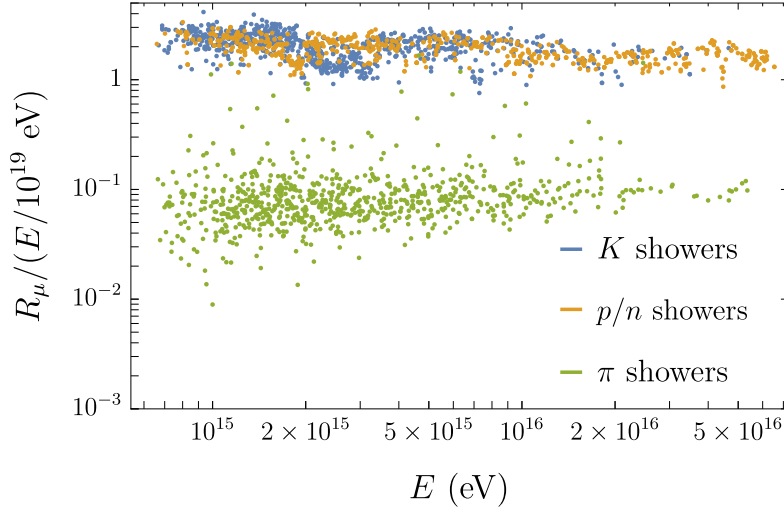 R_μ/(E/10^19 eV)
1
10^−1
10^−2
10^−3
K showers
p/n showers
π showers
10^15
2 × 10^15
5 × 10^15
10^16
2 × 10^16
5 × 10^16
E (eV)